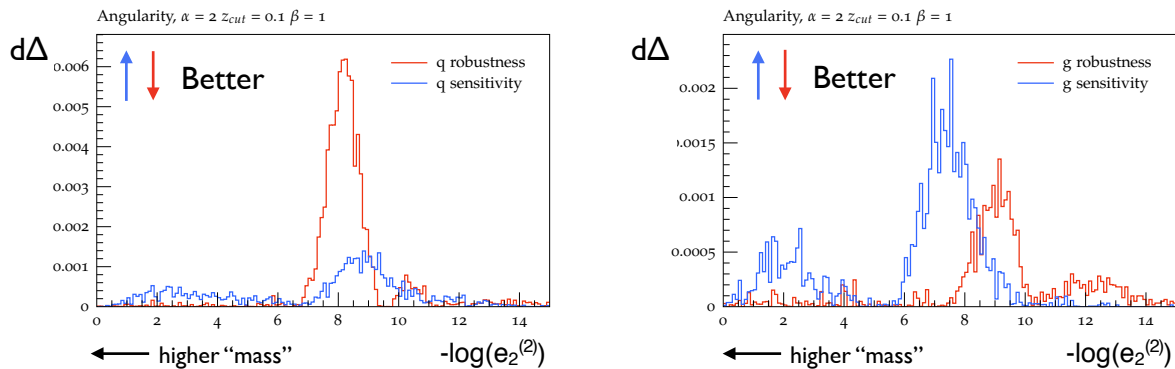 Angularity, α = 2 z_cut = 0.1 β = 1
dΔ
0.006
0.005
0.004
0.003
0.002
0.001
0
Better
q robustness
q sensitivity
0 2 4 6 8 10 12 14
higher “mass”
-log(e₂⁽²⁾)
Angularity, α = 2 z_cut = 0.1 β = 1
dΔ
0.002
0.0015
0.001
0.0005
0
Better
g robustness
g sensitivity
0 2 4 6 8 10 12 14
higher “mass”
-log(e₂⁽²⁾)